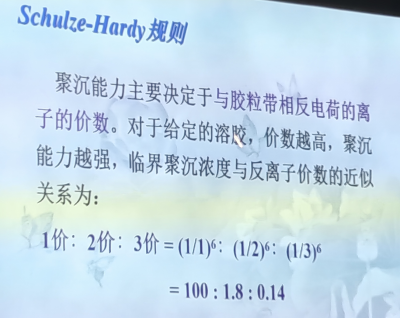 Schulze-Hardy规则
聚沉能力主要决定于与胶粒带相反电荷的离
子的价数。对于给定的溶胶，价数越高，聚沉
能力越强，临界聚沉浓度与反离子价数的近似
关系为：
1价：2价：3价 = (1/1)⁶：(1/2)⁶：(1/3)⁶
= 100 : 1.8 : 0.14